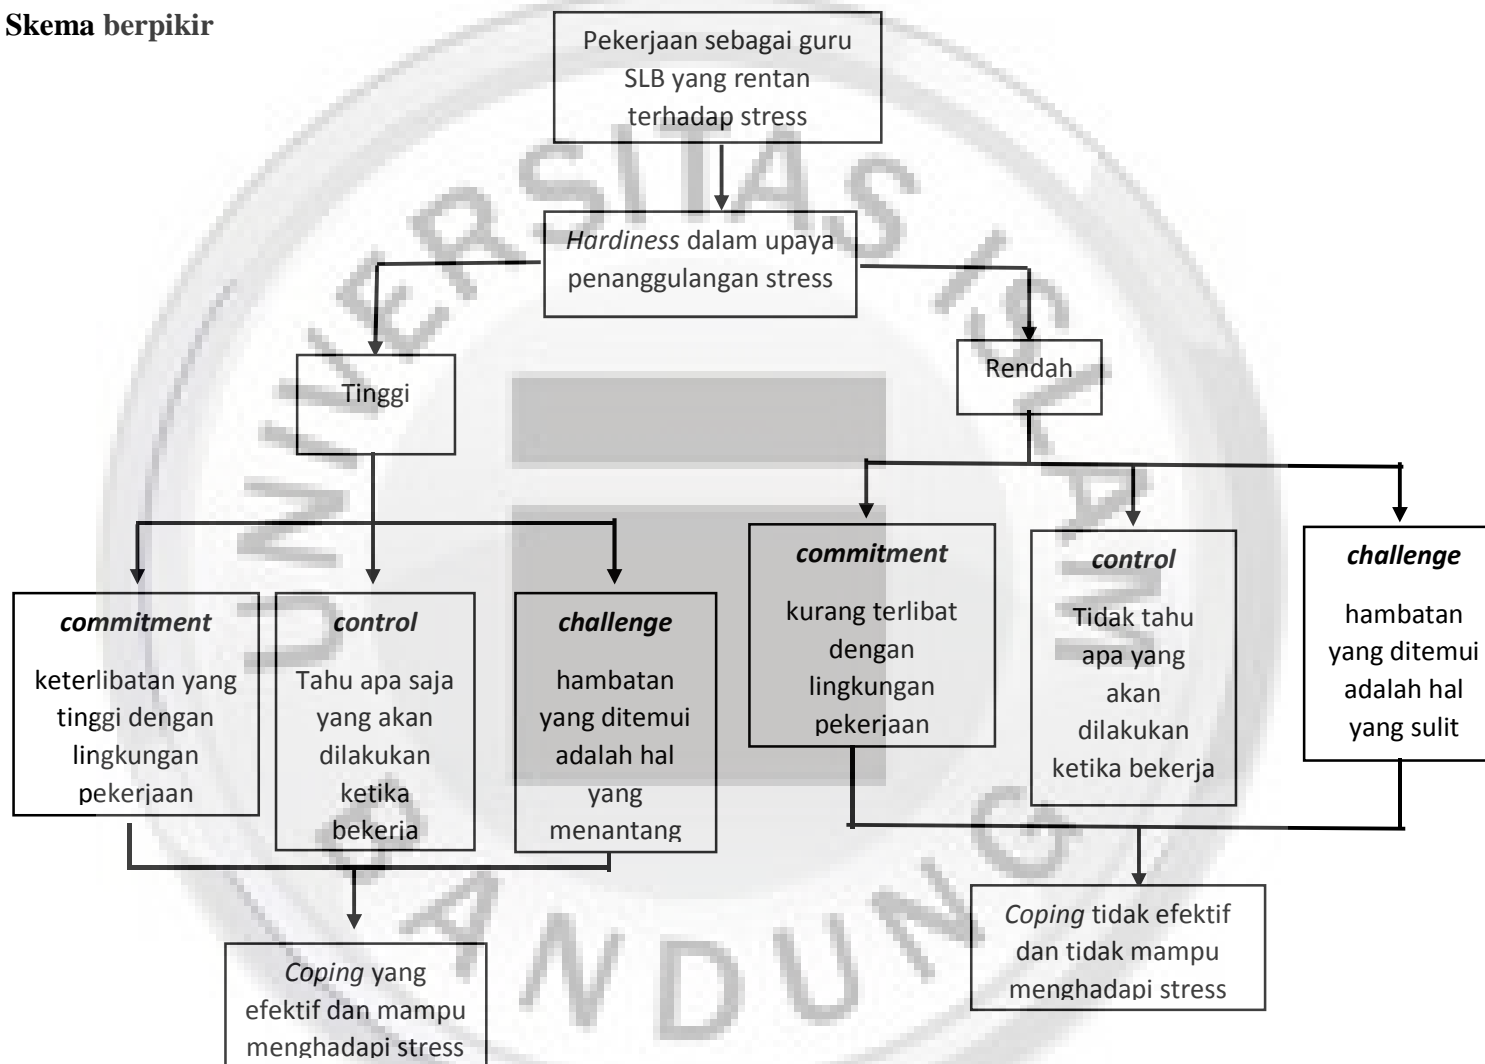 Skema berpikir
Pekerjaan sebagai guru
SLB yang rentan
terhadap stress
Hardiness dalam upaya
penanggulangan stress
Tinggi
Rendah
commitment
keterlibatan yang
tinggi dengan
lingkungan
pekerjaan
control
Tahu apa saja
yang akan
dilakukan
ketika
bekerja
challenge
hambatan
yang ditemui
adalah hal
yang
menantang
commitment
kurang terlibat
dengan
lingkungan
pekerjaan
control
Tidak tahu
apa yang
akan
dilakukan
ketika bekerja
challenge
hambatan
yang ditemui
adalah hal
yang sulit
Coping yang
efektif dan mampu
menghadapi stress
Coping tidak efektif
dan tidak mampu
menghadapi stress
UNIVERSITAS ISLAM
BANDUNG